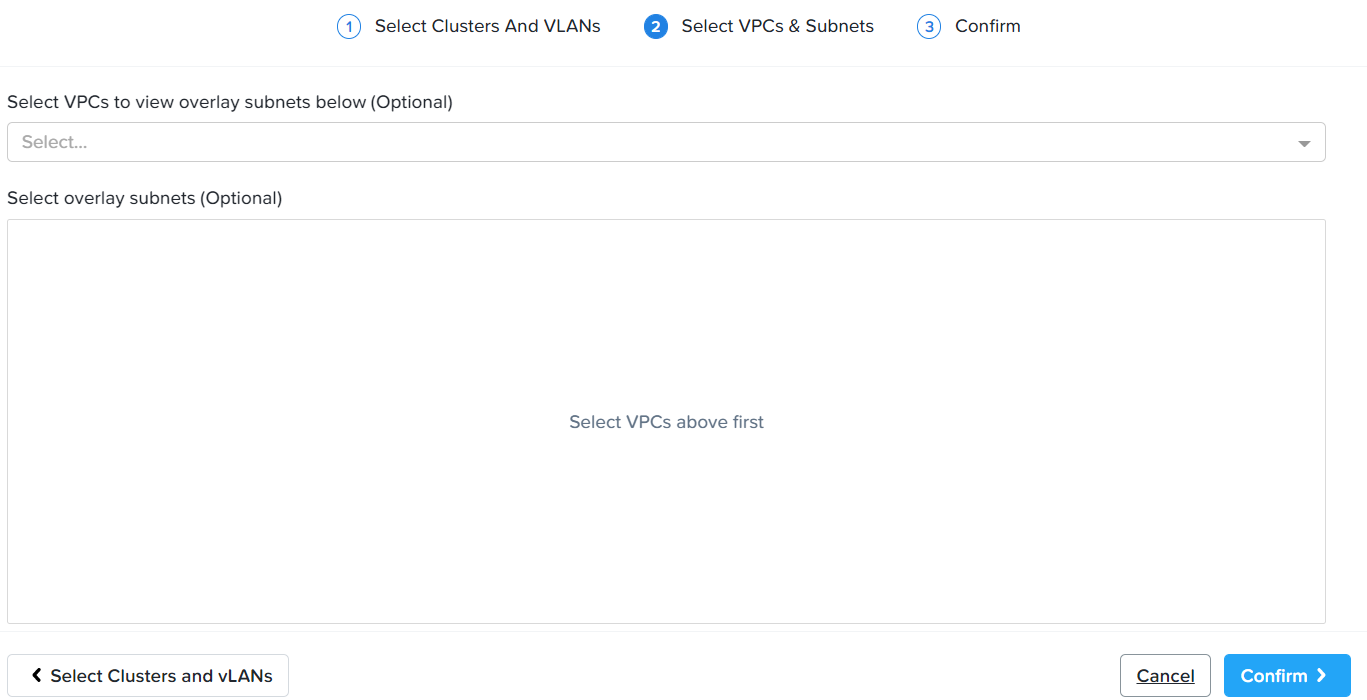 1 Select Clusters And VLANs 2 Select VPCs & Subnets 3 Confirm
Select VPCs to view overlay subnets below (Optional)
Select...
Select overlay subnets (Optional)
Select VPCs above first
Select Clusters and vLANs Cancel Confirm